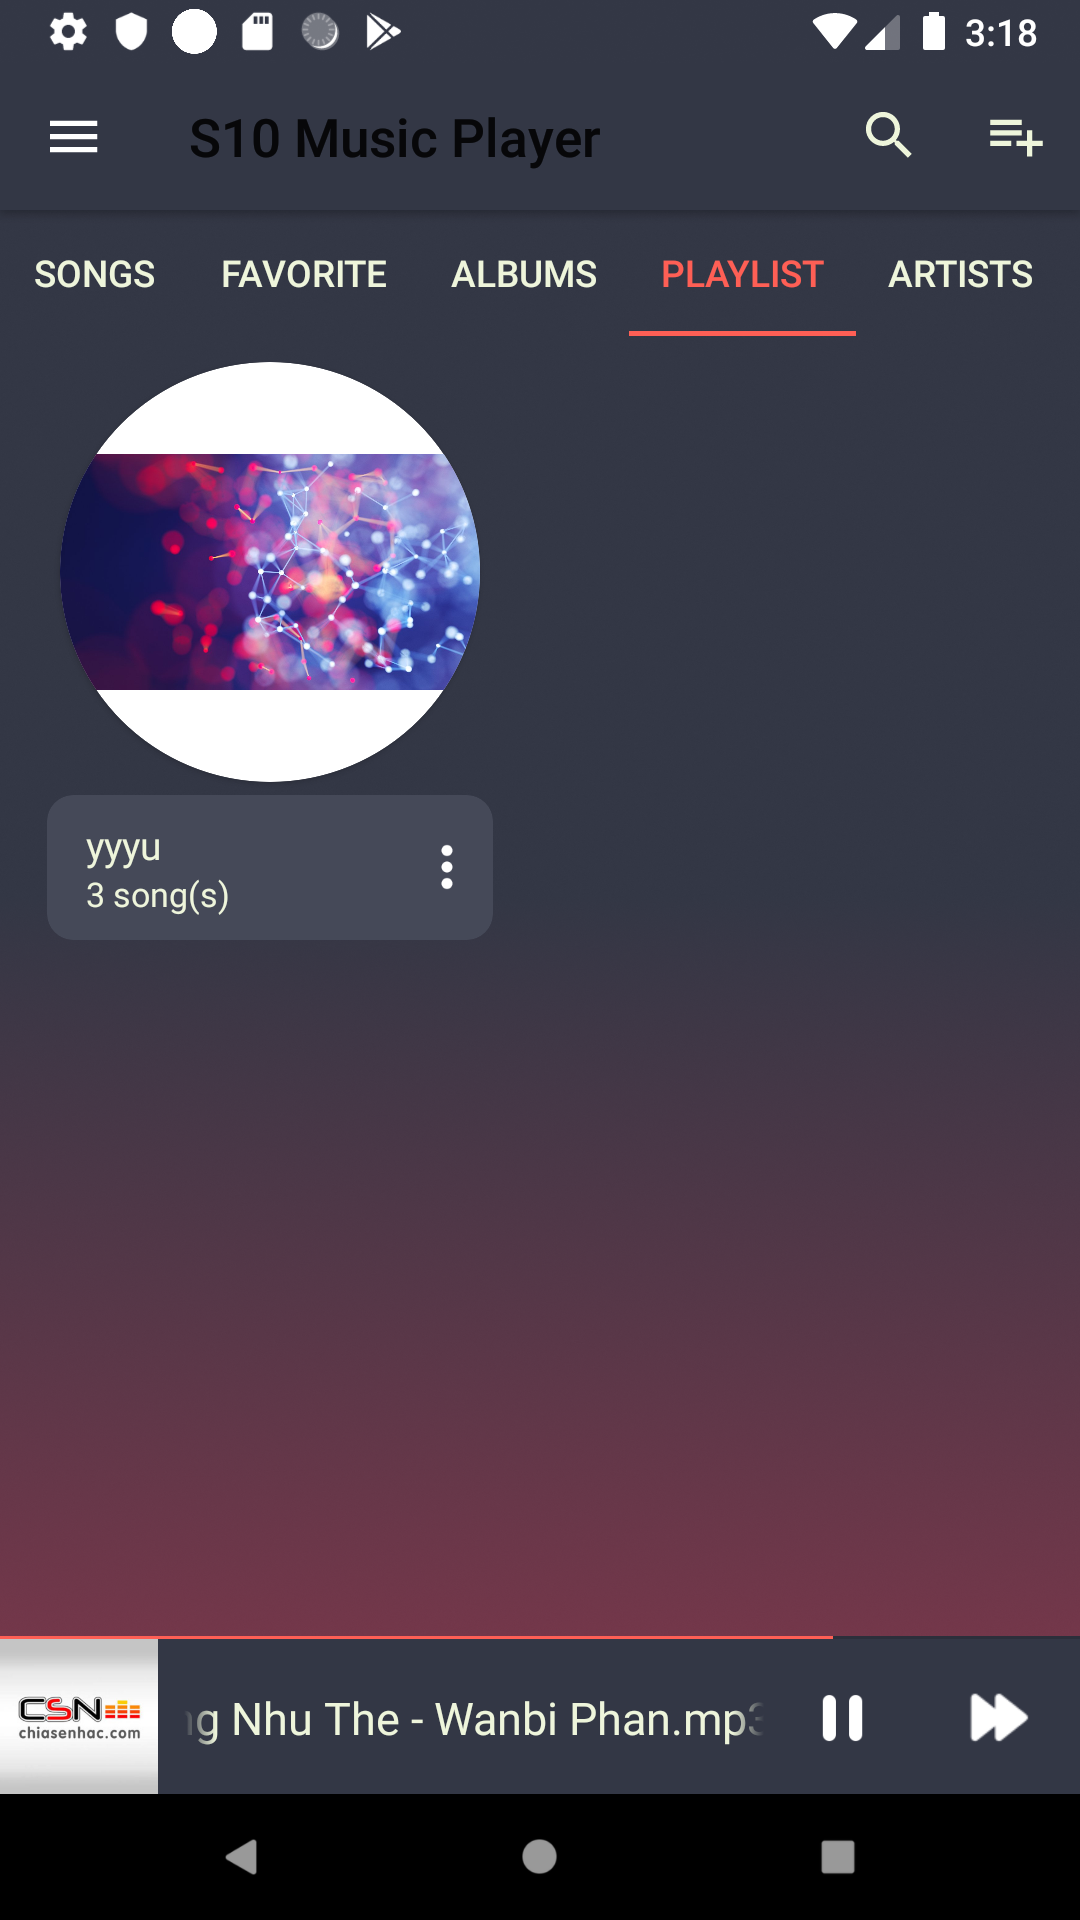 3:18
S10 Music Player
SONGS FAVORITE ALBUMS PLAYLIST ARTISTS
yyyu
3 song(s)
CSN
chiasenhac.com
ng Nhu The - Wanbi Phan.mp3